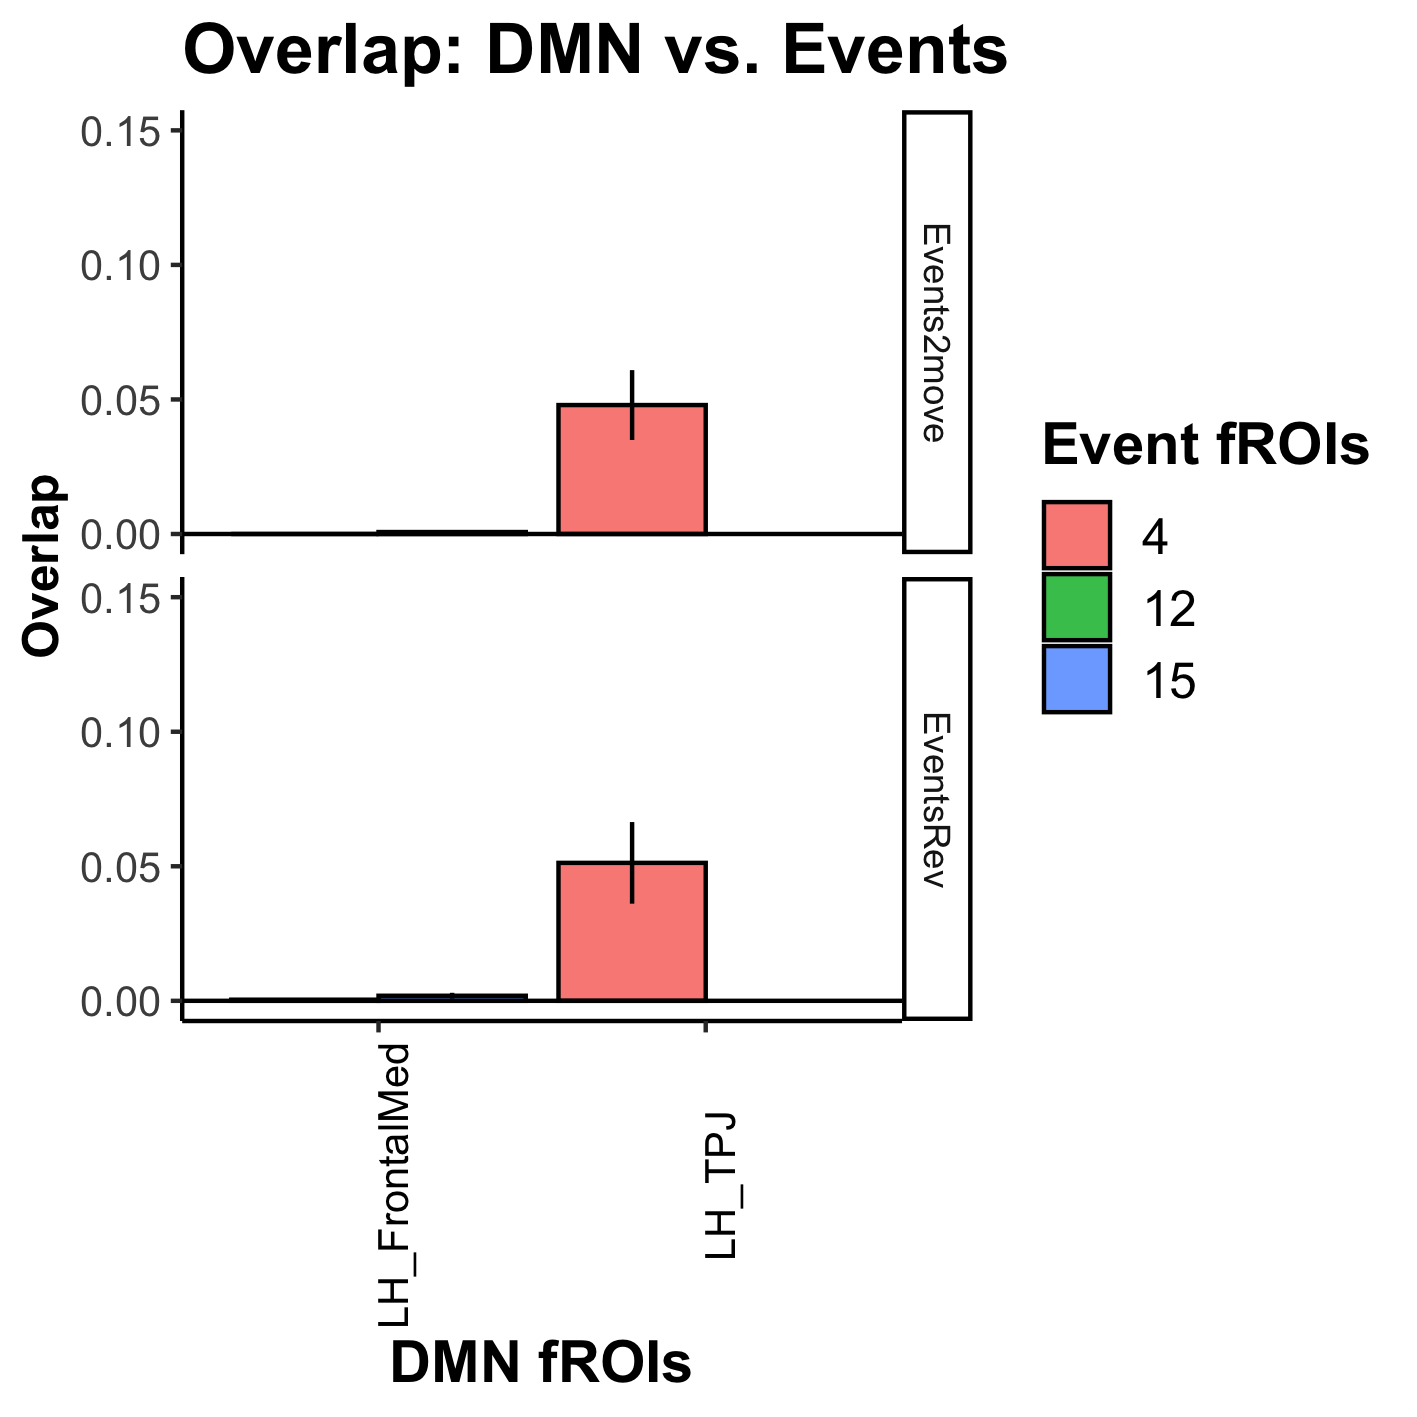 Overlap: DMN vs. Events
0.15
0.10
0.05
0.00
Events2move
0.15
0.10
0.05
0.00
EventsRev
Overlap
LH_FrontalMed
LH_TPJ
DMN fROIs
Event fROIs
4
12
15